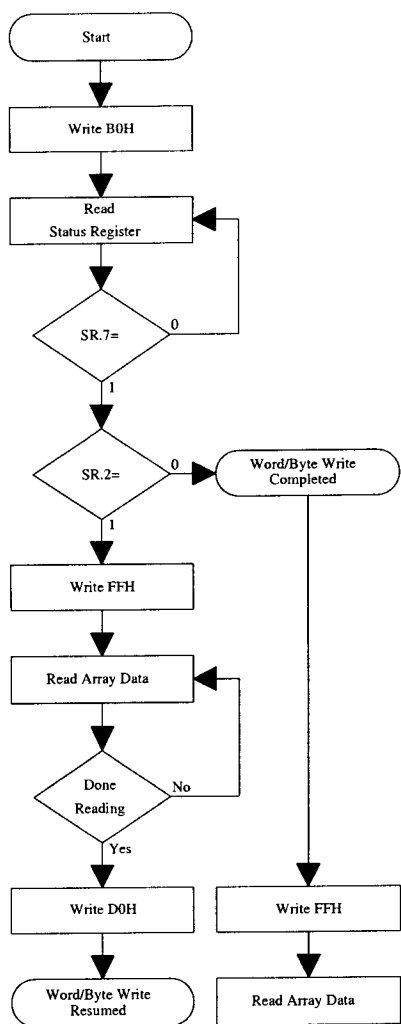 Start
Write B0H
Read
Status Register
0
SR.7=
1
SR.2=
0
Word/Byte Write
Completed
1
Write FFH
Read Array Data
Done
Reading
No
Yes
Write D0H
Write FFH
Word/Byte Write
Resumed
Read Array Data